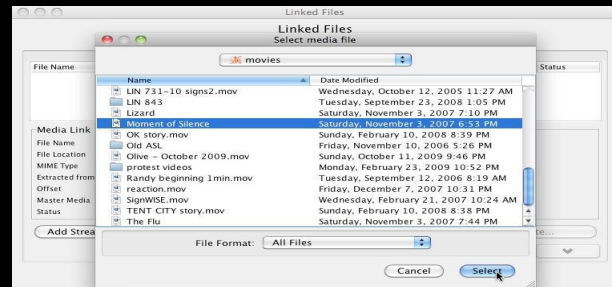 Linked Files
Linked Files
Select media file
movies
File Name
Status
Name Date Modified
LIN 731-10 signs2.mov Wednesday, October 12, 2005 11:27 AM
LIN 843 Tuesday, September 23, 2008 1:05 PM
Lizard Saturday, November 3, 2007 7:10 PM
Moment of Silence Saturday, November 3, 2007 6:53 PM
OK story.mov Sunday, February 10, 2008 8:39 PM
Old ASL Friday, November 10, 2006 5:26 PM
Olive - October 2009.mov Sunday, October 11, 2009 9:46 PM
protest videos Monday, February 23, 2009 10:52 PM
Randy beginning 1min.mov Tuesday, September 12, 2006 8:19 AM
reaction.mov Friday, December 7, 2007 10:31 PM
SignWISE.mov Wednesday, February 21, 2007 10:24 AM
TENT CITY story.mov Sunday, February 10, 2008 8:38 PM
The Flu Saturday, November 3, 2007 7:44 PM
Media Link
File Name
File Location
MIME Type
Extracted from
Offset
Master Media
Status
Add Strea
File Format: All Files
Cancel Select